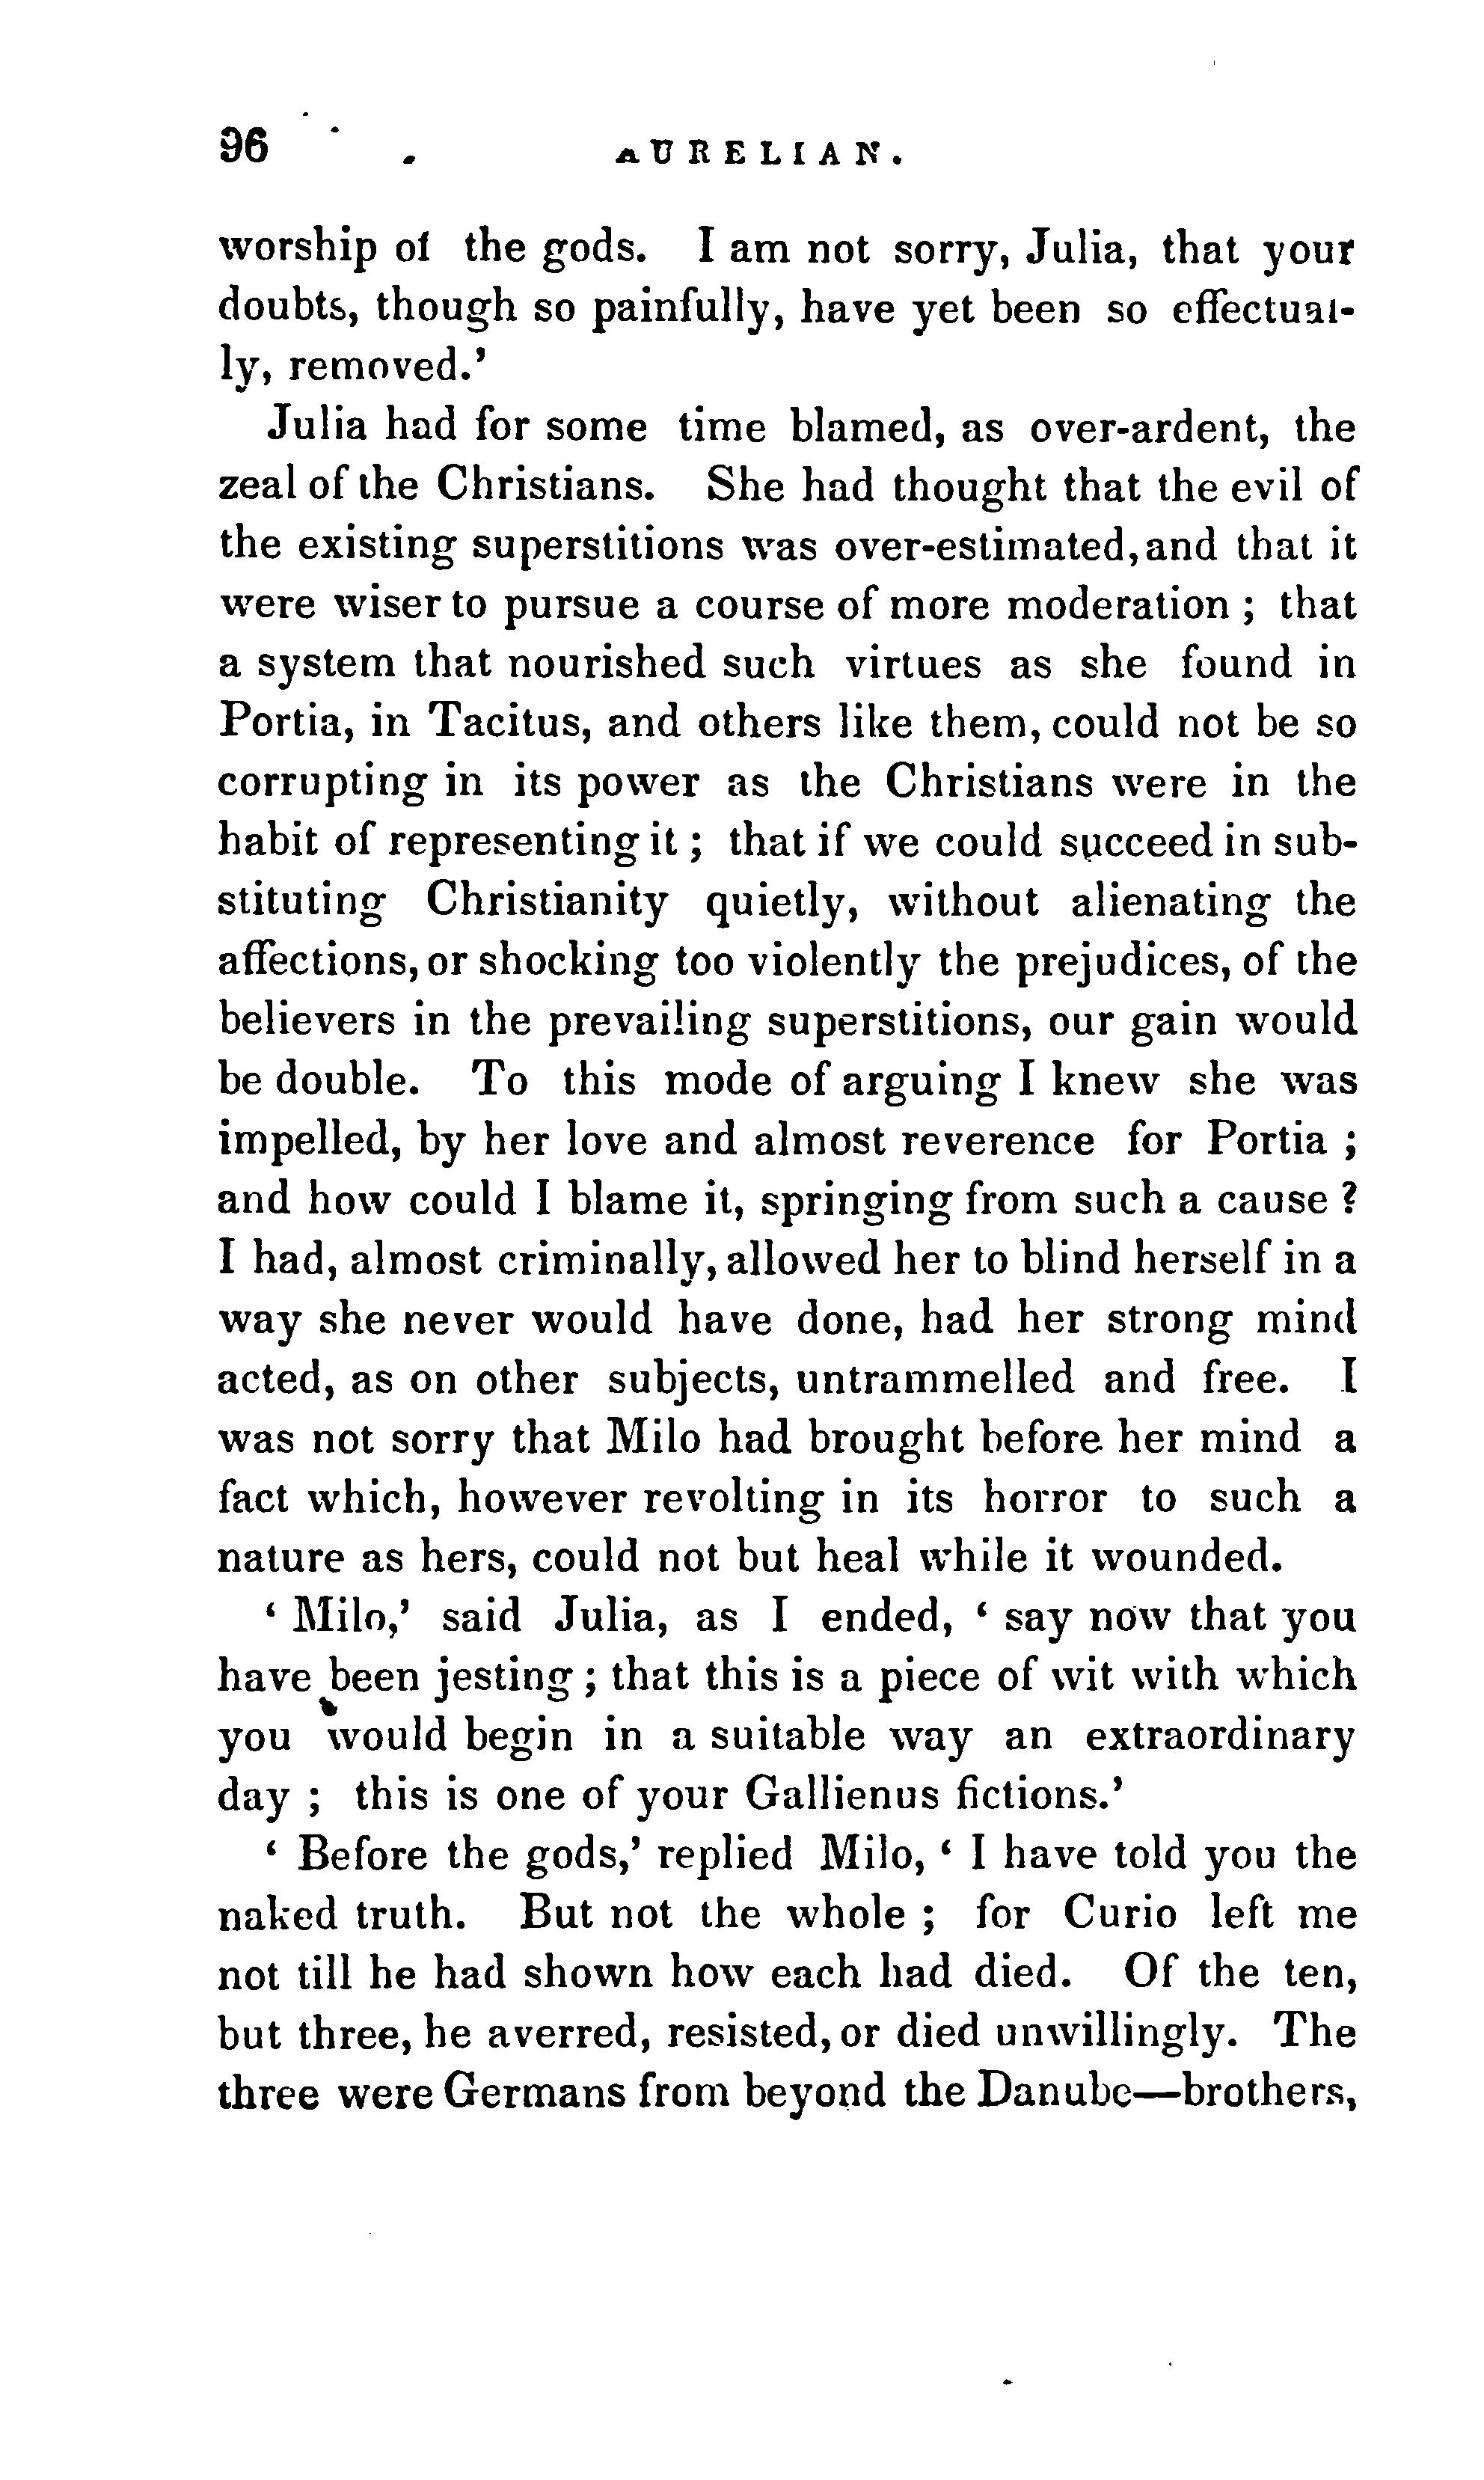 96 AURELIAN.
worship of the gods. I am not sorry, Julia, that your
doubts, though so painfully, have yet been so effectual-
ly, removed.'
Julia had for some time blamed, as over-ardent, the
zeal of the Christians. She had thought that the evil of
the existing superstitions was over-estimated, and that it
were wiser to pursue a course of more moderation ; that
a system that nourished such virtues as she found in
Portia, in Tacitus, and others like them, could not be so
corrupting in its power as the Christians were in the
habit of representing it ; that if we could succeed in sub-
stituting Christianity quietly, without alienating the
affections, or shocking too violently the prejudices, of the
believers in the prevailing superstitions, our gain would
be double. To this mode of arguing I knew she was
impelled, by her love and almost reverence for Portia ;
and how could I blame it, springing from such a cause ?
I had, almost criminally, allowed her to blind herself in a
way she never would have done, had her strong mind
acted, as on other subjects, untrammelled and free. I
was not sorry that Milo had brought before her mind a
fact which, however revolting in its horror to such a
nature as hers, could not but heal while it wounded.
‘ Milo,’ said Julia, as I ended, ‘ say now that you
have been jesting ; that this is a piece of wit with which
you would begin in a suitable way an extraordinary
day ; this is one of your Gallienus fictions.’
‘ Before the gods,’ replied Milo, ‘ I have told you the
naked truth. But not the whole ; for Curio left me
not till he had shown how each had died. Of the ten,
but three, he averred, resisted, or died unwillingly. The
three were Germans from beyond the Danube—brothers,